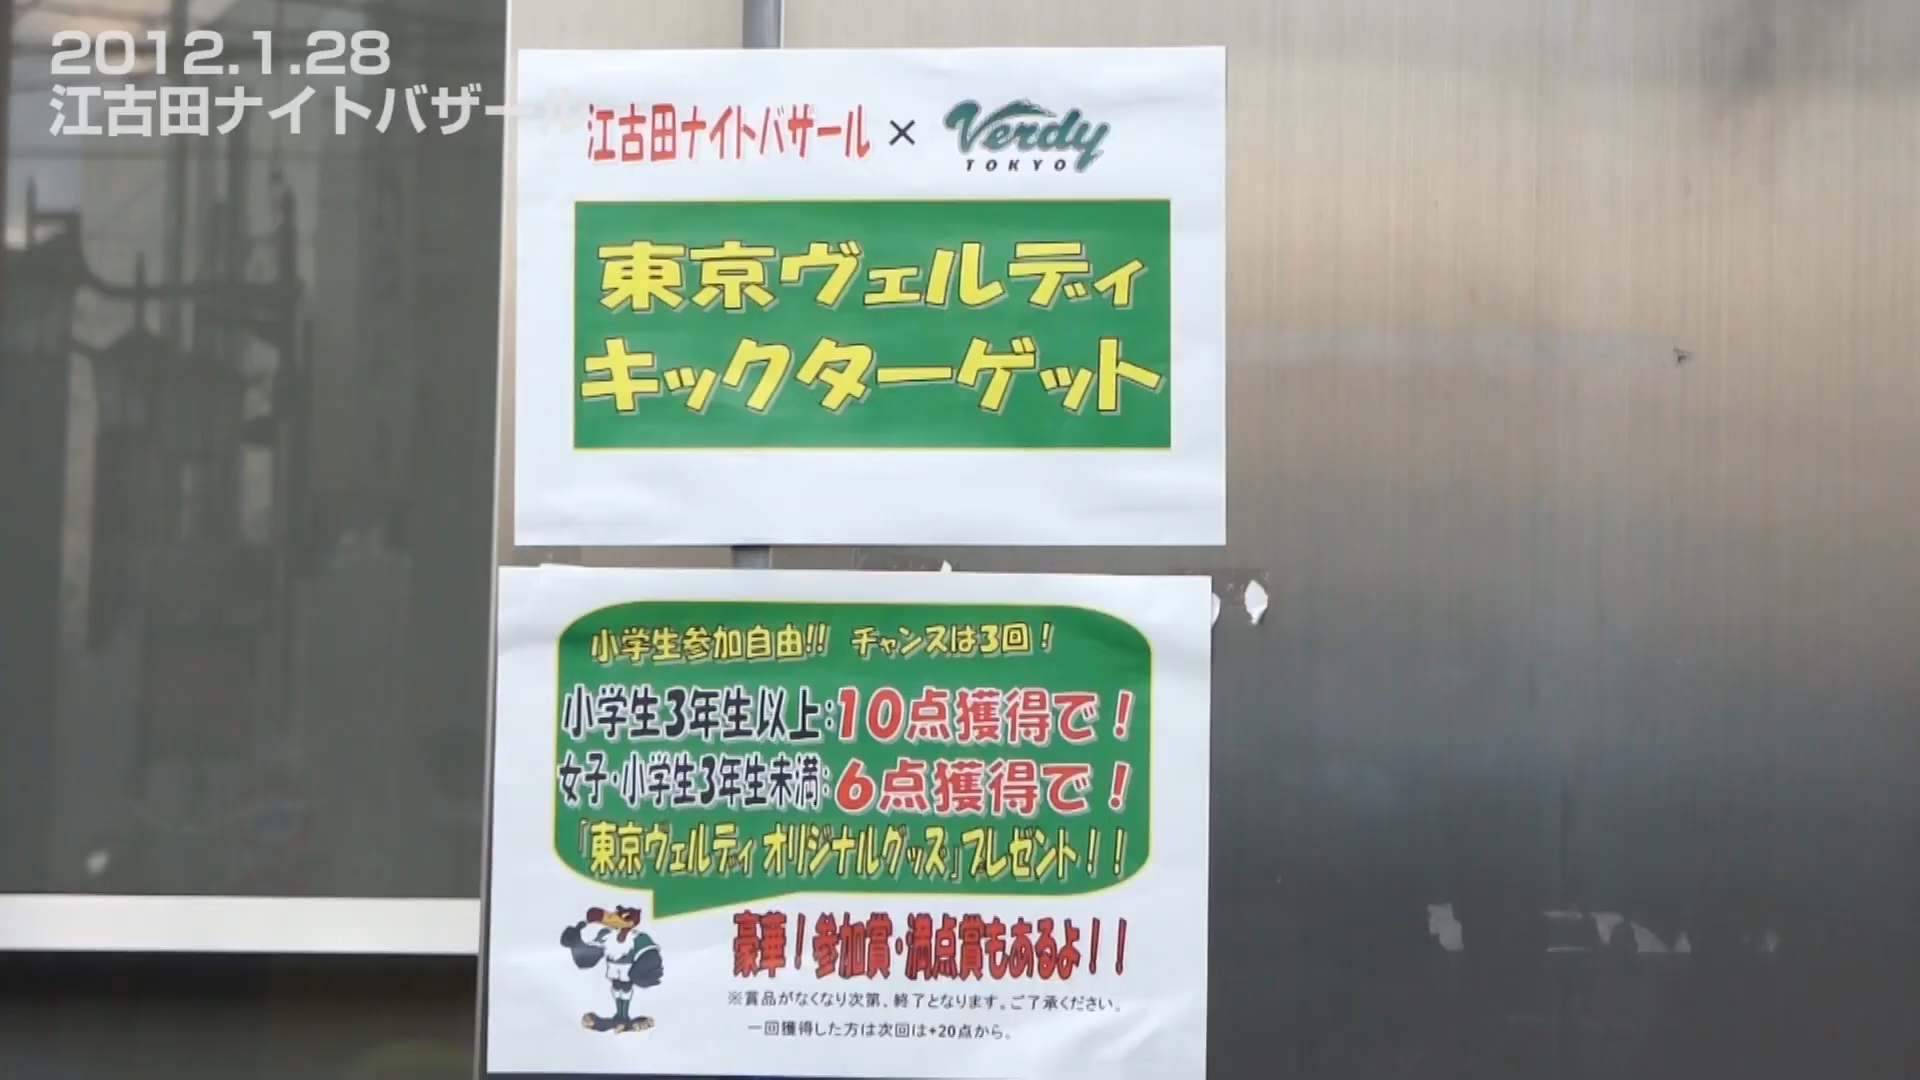 2012.1.28
江古田ナイトバザール
江古田ナイトバザール × Verdy
TOKYO
東京ヴェルディ
キックターゲット
小学生参加自由!! チャンスは3回！
小学生3年生以上:10点獲得で！
女子・小学生3年生未満:6点獲得で！
「東京ヴェルディ オリジナルグッズ」プレゼント！！
豪華！参加賞・満点賞もあるよ！！
※賞品がなくなり次第、終了となります。ご了承ください。
一回獲得した方は次回は+20点から。